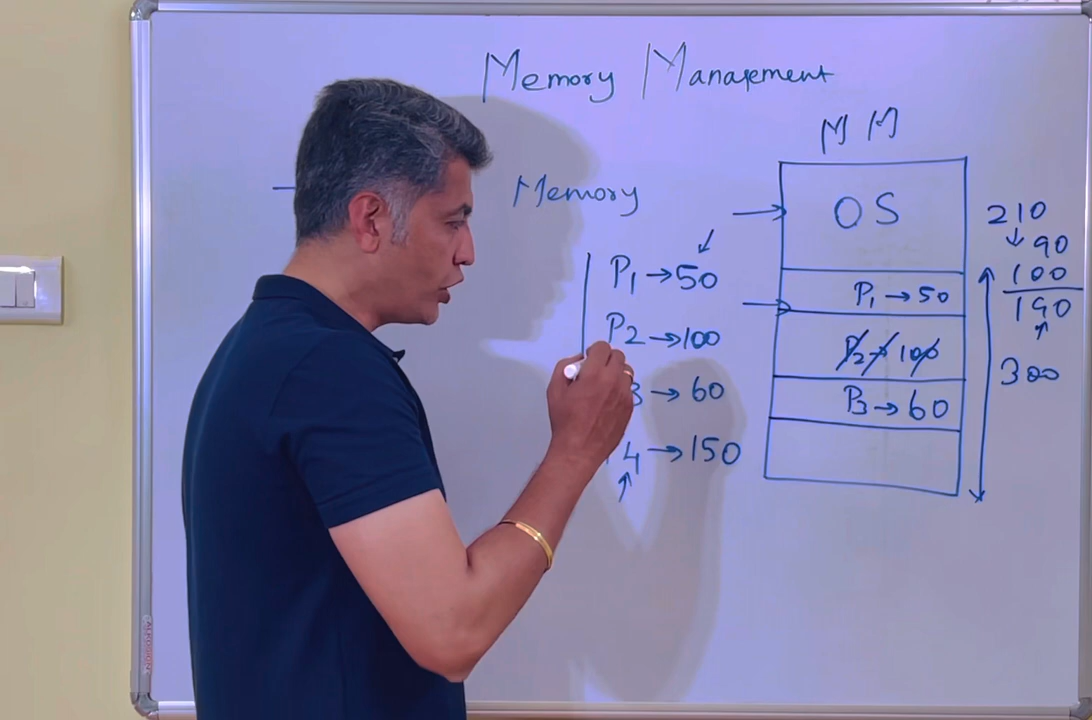 Memory Management
MM
Memory
OS
210
↓ 90
100
190
↑
300
P1 → 50
P2 → 100
3 → 60
4 → 150
↑
P1 → 50
P2 → 100
P3 → 60